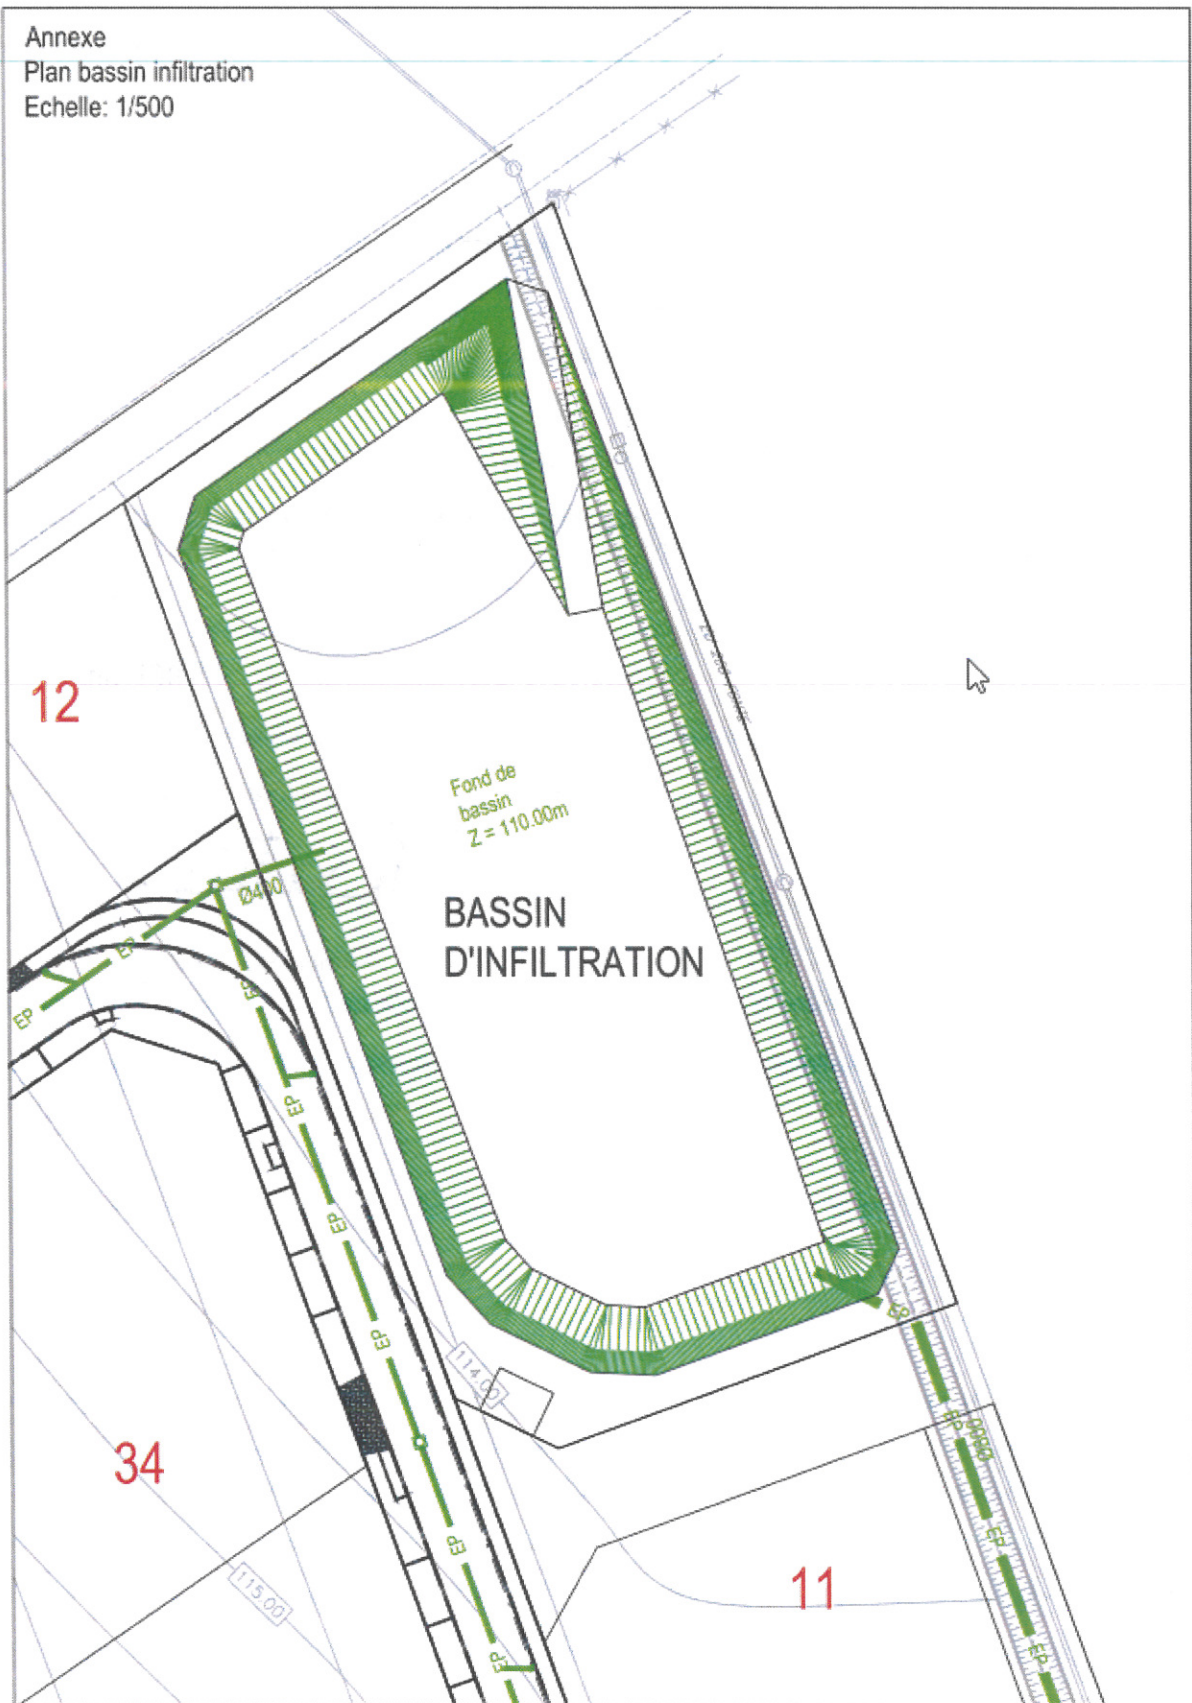 Annexe
Plan bassin infiltration
Echelle: 1/500
12
Fond de
bassin
Z = 110.00m
Ø400
BASSIN
D'INFILTRATION
EP
EP
EP
EP
EP
EP
EP
114.00
EP
Ø800
34
EP
EP
11
115.00
EP
EP